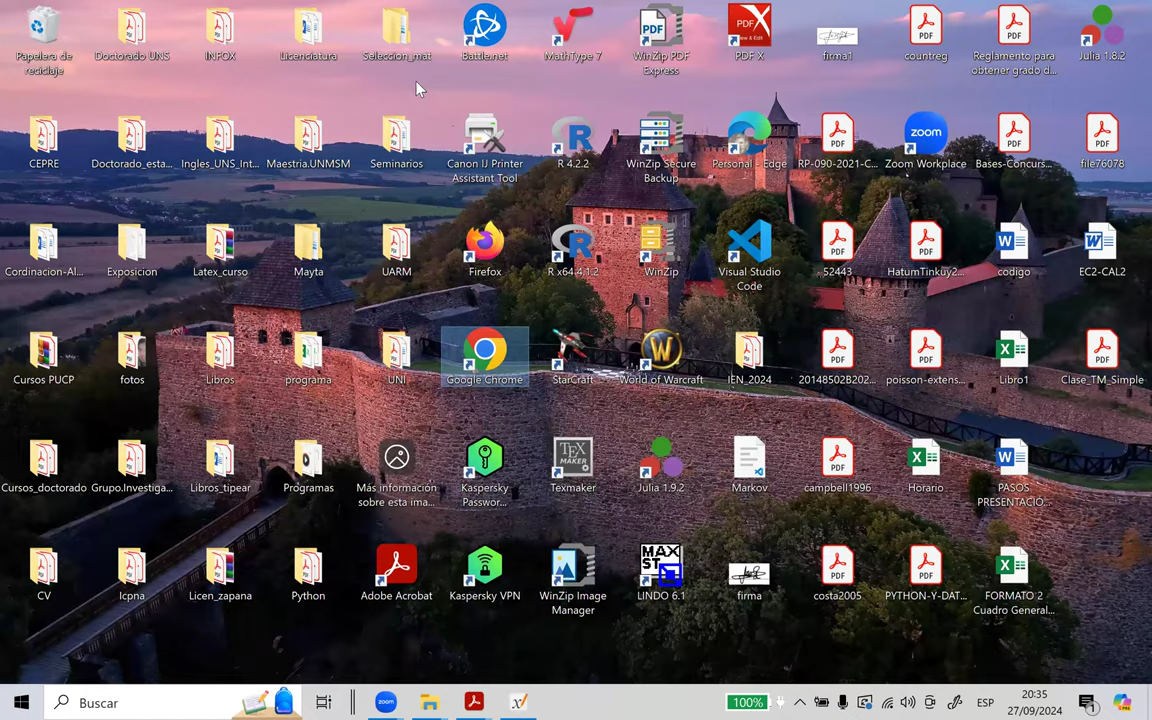 Papelera de
reciclaje
Doctorado UNS
INFOX
Licenciatura
Selección_mat
Battle.net
MathType 7
WinZip PDF
Express
PDF X
firma1
countreg
Reglamento para
obtener grado d...
Julia 1.8.2
CEPRE
Doctorado_esta...
Ingles_UNS_Int...
Maestria.UNMSM
Seminarios
Canon IJ Printer
Assistant Tool
R 4.2.2
WinZip Secure
Backup
Personal - Edge
RP-090-2021-C...
Zoom Workplace
Bases-Concurs...
file76078
Cordinacion-Al...
Exposicion
Latex_curso
Mayta
UARM
Firefox
R x64 4.1.2
WinZip
Visual Studio
Code
52443
HatumTinkuy2...
codigo
EC2-CAL2
Cursos PUCP
fotos
Libros
programa
UNI
Google Chrome
StarCraft
World of Warcraft
IEN_2024
20148502B202...
poisson-extens...
Libro1
Clase_TM_Simple
Cursos_doctorado
Grupo.Investiga...
Libros_tipear
Programas
Más información
sobre esta ima...
Kaspersky
Passwor...
Texmaker
Julia 1.9.2
Markov
campbell1996
Horario
PASOS
PRESENTACIÓ...
CV
Icpna
Licen_zapana
Python
Adobe Acrobat
Kaspersky VPN
WinZip Image
Manager
LINDO 6.1
firma
costa2005
PYTHON-Y-DAT...
FORMATO 2
Cuadro General...
Buscar
zoom
100%
ESP
20:35
27/09/2024
1